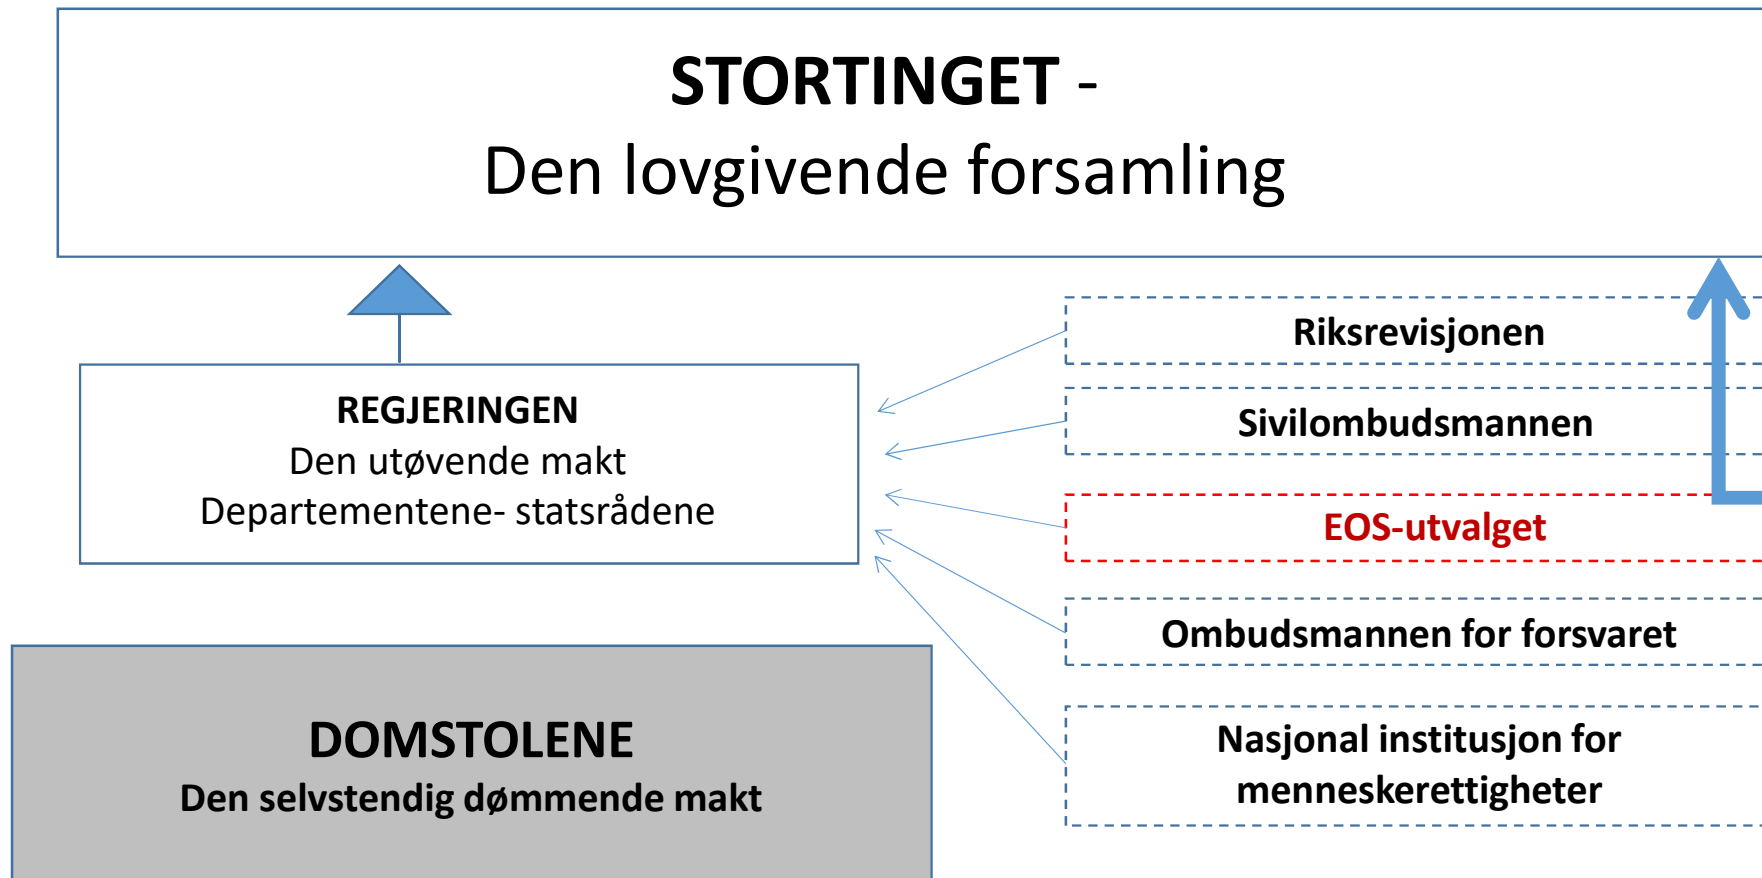 STORTINGET -
Den lovgivende forsamling
REGJERINGEN
Den utøvende makt
Departementene- statsrådene
DOMSTOLENE
Den selvstendig dømmende makt
Riksrevisjonen
Sivilombudsmannen
EOS-utvalget
Ombudsmannen for forsvaret
Nasjonal institusjon for
menneskerettigheter